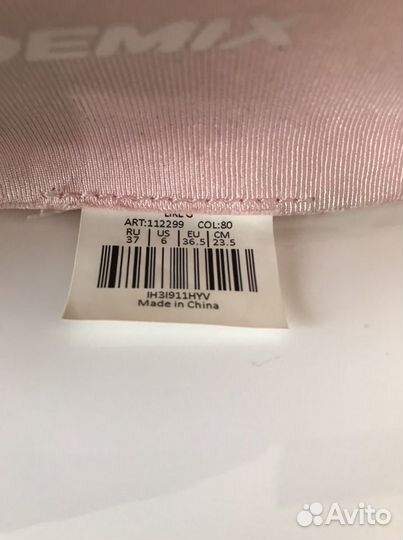 DEMIX
LIKE G
ART:112299 COL:80
RU US EU CM
37 6 36.5 23.5
IH3I911HYV
Made in China
Avito